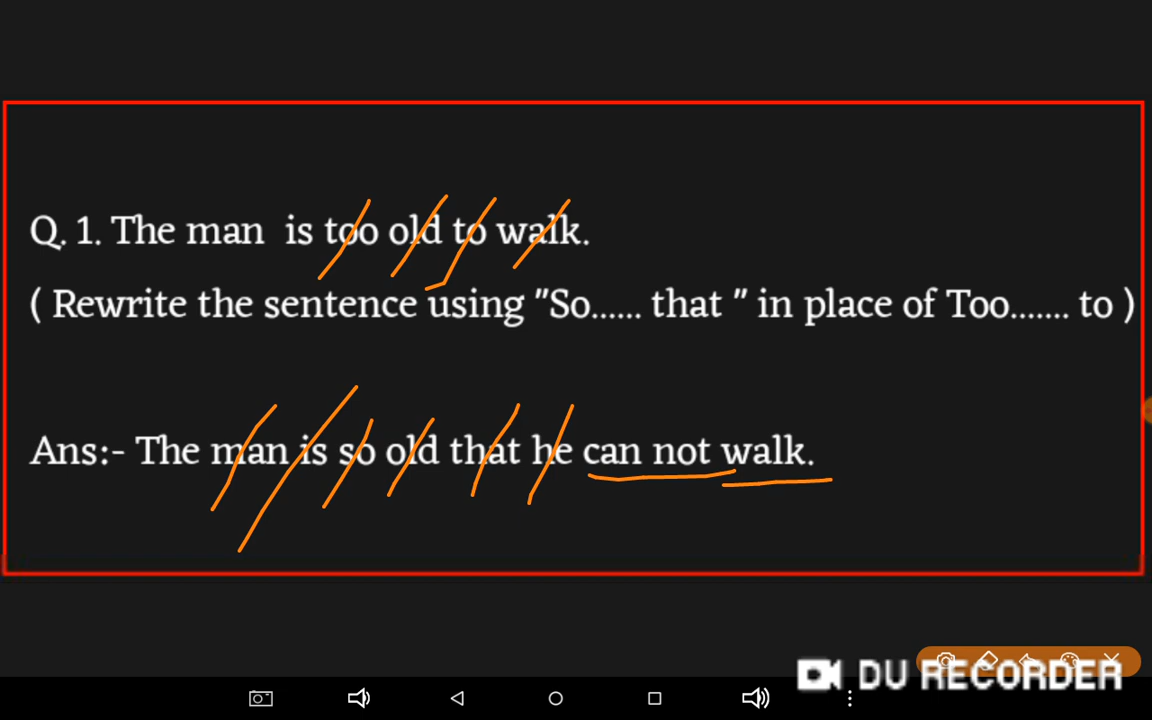 Q. 1. The man is too old to walk.
( Rewrite the sentence using "So...... that " in place of Too....... to )
Ans:- The man is so old that he can not walk.
DU RECORDER